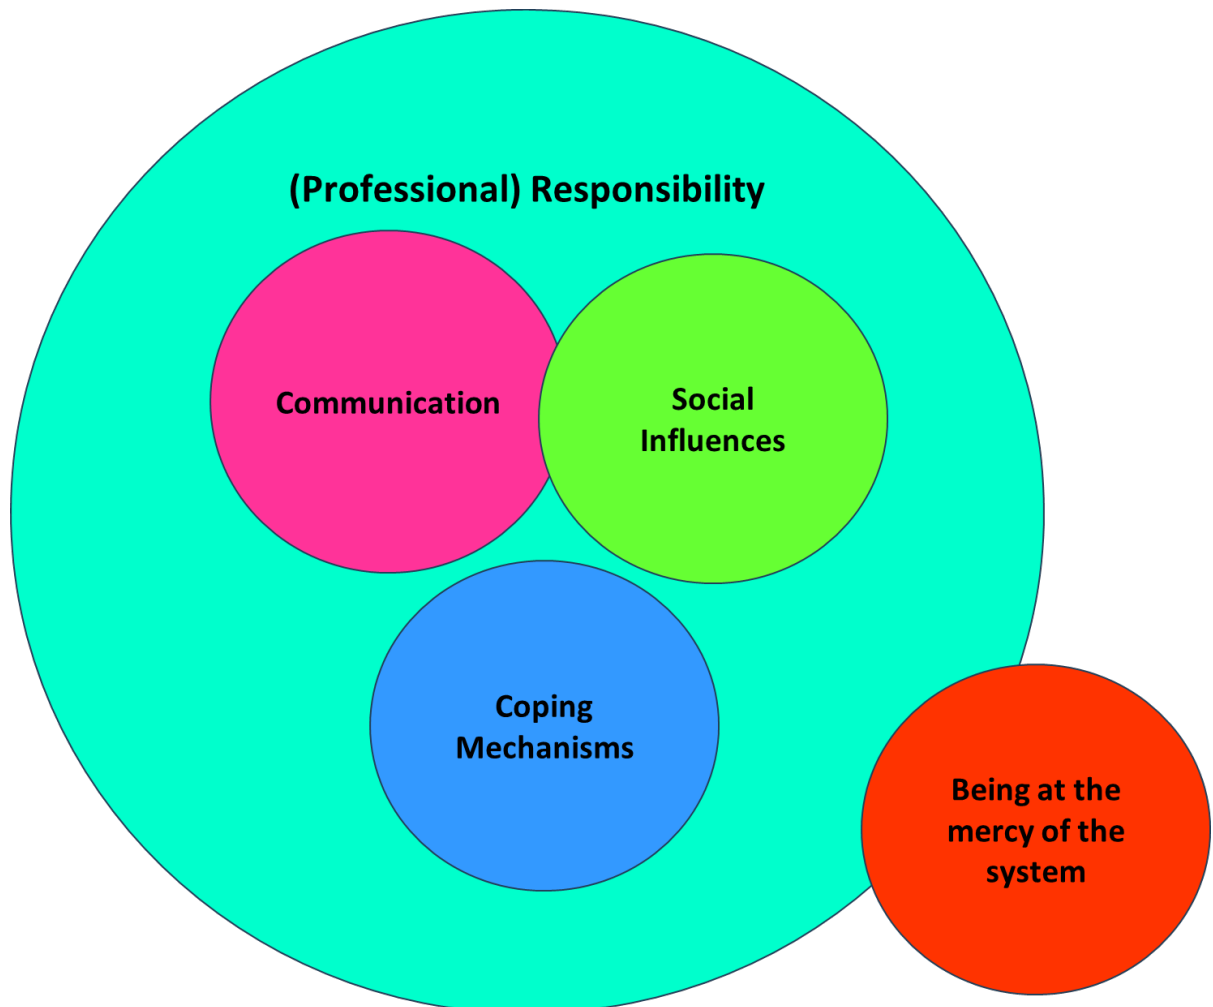 (Professional) Responsibility
Communication
Social
Influences
Coping
Mechanisms
Being at the
mercy of the
system